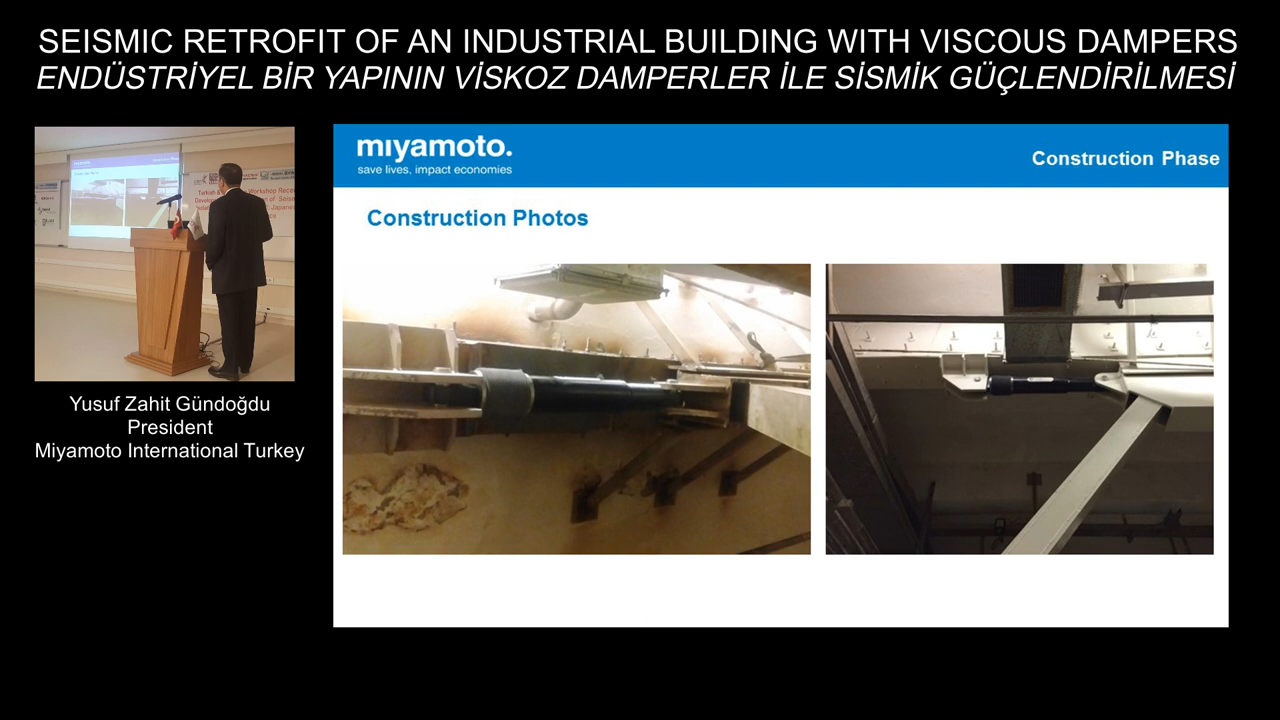 SEISMIC RETROFIT OF AN INDUSTRIAL BUILDING WITH VISCOUS DAMPERS
ENDÜSTRİYEL BİR YAPININ VİSKOZ DAMPERLER İLE SİSMİK GÜÇLENDİRİLMESİ
mıyamoto.
save lives, impact economies
Construction Phase
Construction Photos
Yusuf Zahit Gündoğdu
President
Miyamoto International Turkey